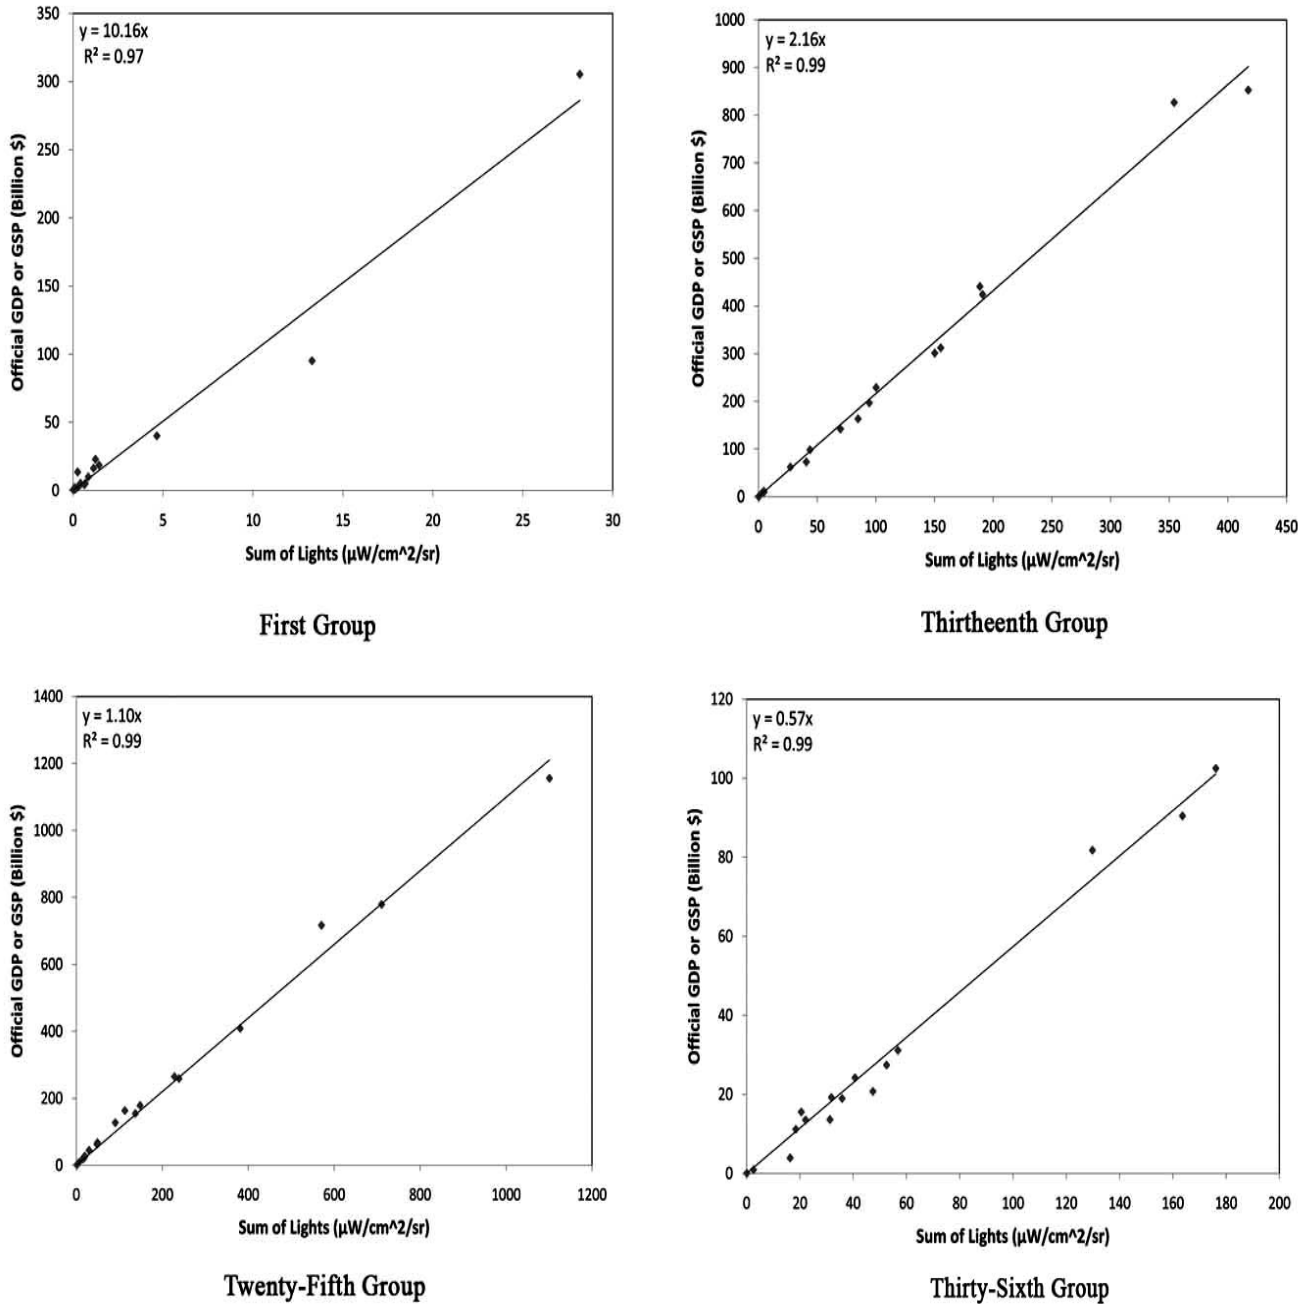 y = 10.16x
R² = 0.97
Official GDP or GSP (Billion $)
350
300
250
200
150
100
50
0
0 5 10 15 20 25 30
Sum of Lights (µW/cm^2/sr)
First Group
y = 2.16x
R² = 0.99
Official GDP or GSP (Billion $)
1000
900
800
700
600
500
400
300
200
100
0
0 50 100 150 200 250 300 350 400 450
Sum of Lights (µW/cm^2/sr)
Thirtheenth Group
y = 1.10x
R² = 0.99
Official GDP or GSP (Billion $)
1400
1200
1000
800
600
400
200
0
0 200 400 600 800 1000 1200
Sum of Lights (µW/cm^2/sr)
Twenty-Fifth Group
y = 0.57x
R² = 0.99
Official GDP or GSP (Billion $)
120
100
80
60
40
20
0
0 20 40 60 80 100 120 140 160 180 200
Sum of Lights (µW/cm^2/sr)
Thirty-Sixth Group